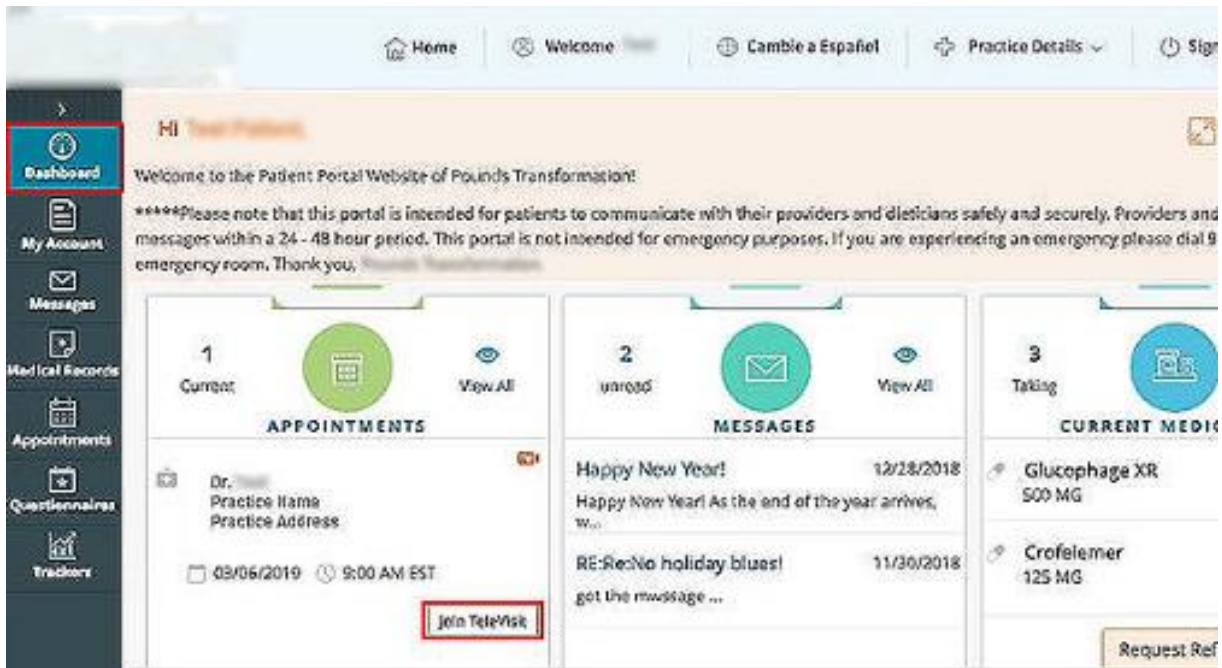 Home
Welcome
Cambie a Español
Practice Details
Sign
Dashboard
My Account
Messages
Medical Records
Appointments
Questionnaires
Trackers
Hi
Welcome to the Patient Portal Website of Pounds Transformation!
*****Please note that this portal is intended for patients to communicate with their providers and dieticians safely and securely. Providers and
messages within a 24 - 48 hour period. This portal is not intended for emergency purposes. If you are experiencing an emergency please dial 9
emergency room. Thank you,
1
Current
View All
APPOINTMENTS
Dr.
Practice Name
Practice Address
03/06/2019 9:00 AM EST
Join TeleVisit
2
unread
View All
MESSAGES
Happy New Year! 12/28/2018
Happy New Year! As the end of the year arrives,
w...
RE:Re:No holiday blues! 11/30/2018
got the mwssage ...
3
Taking
CURRENT MEDIC
Glucophage XR
500 MG
Crofelemer
125 MG
Request Ref